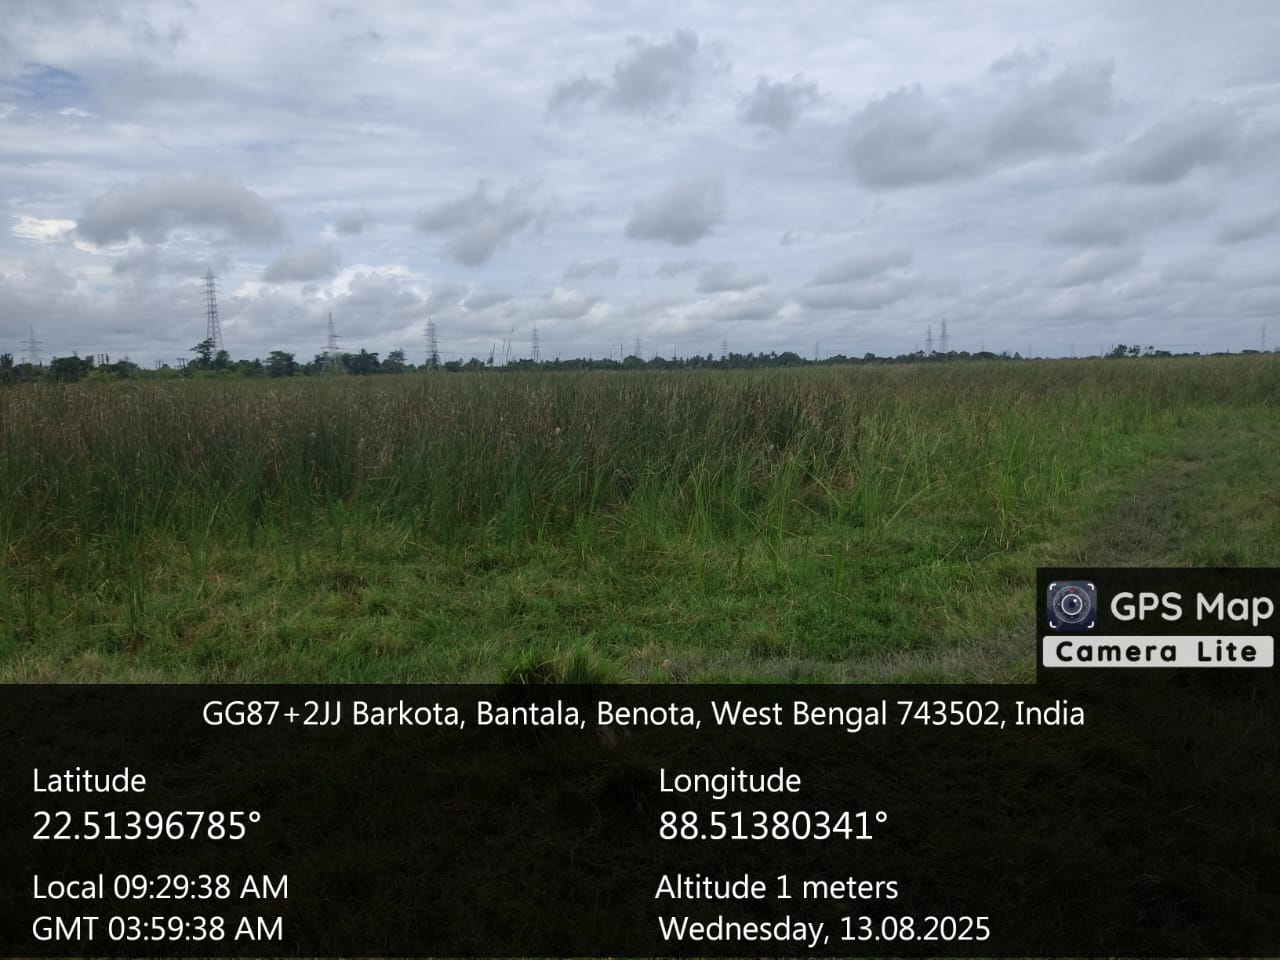 GPS Map
Camera Lite
GG87+2JJ Barkota, Bantala, Benota, West Bengal 743502, India
Latitude
22.51396785°
Longitude
88.51380341°
Local 09:29:38 AM
GMT 03:59:38 AM
Altitude 1 meters
Wednesday, 13.08.2025